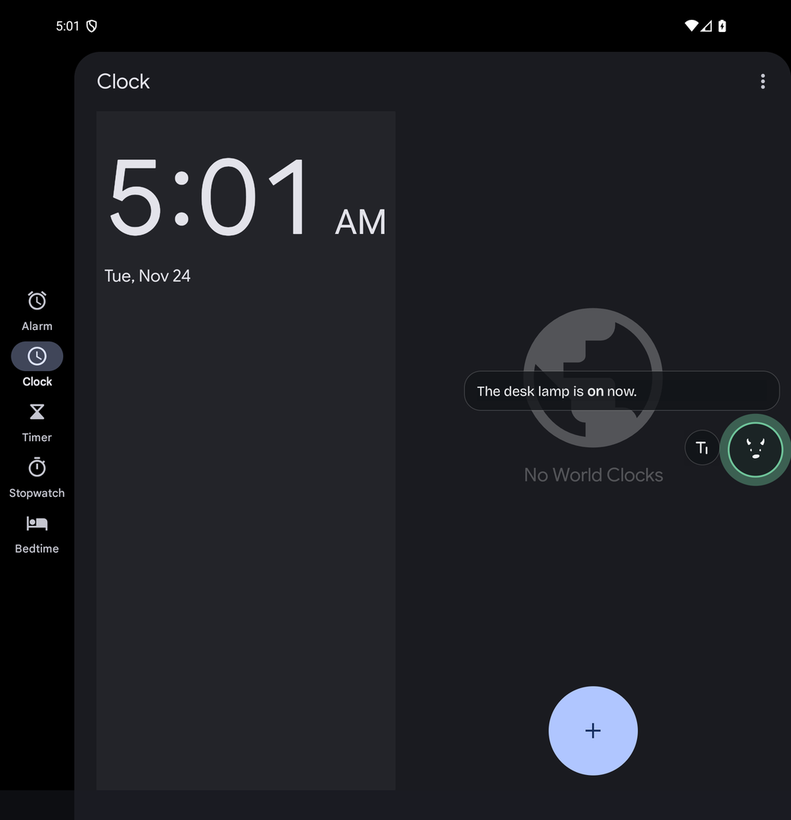 5:01
Clock
5:01 AM
Tue, Nov 24
Alarm
Clock
Timer
Stopwatch
Bedtime
The desk lamp is on now.
TI
No World Clocks
+